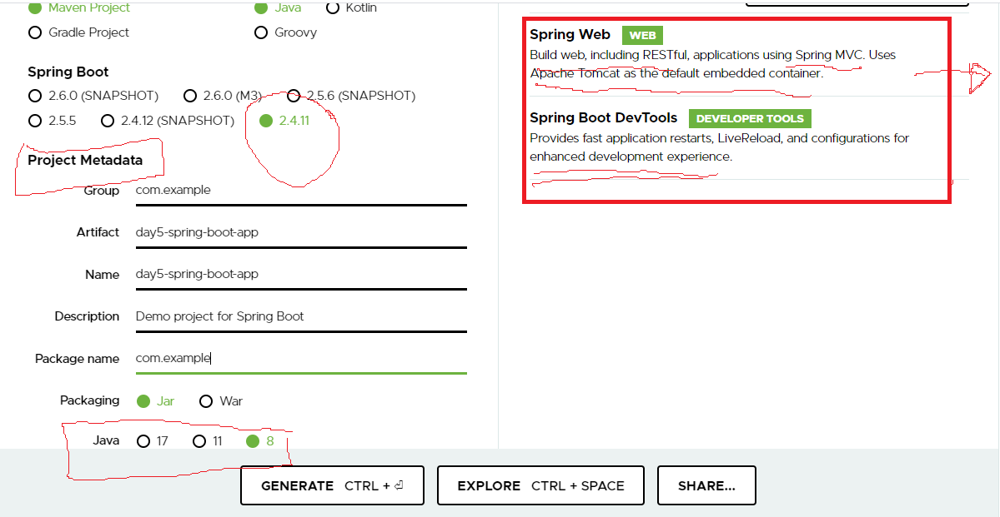 Maven Project
Java Kotlin
Gradle Project
Groovy
Spring Boot
2.6.0 (SNAPSHOT) 2.6.0 (M3) 2.5.6 (SNAPSHOT)
2.5.5 2.4.12 (SNAPSHOT) 2.4.11
Project Metadata
Group com.example
Artifact day5-spring-boot-app
Name day5-spring-boot-app
Description Demo project for Spring Boot
Package name com.example
Packaging Jar War
Java 17 11 8
Spring Web WEB
Build web, including RESTful, applications using Spring MVC. Uses
Apache Tomcat as the default embedded container.
Spring Boot DevTools DEVELOPER TOOLS
Provides fast application restarts, LiveReload, and configurations for
enhanced development experience.
GENERATE CTRL + ⏎ EXPLORE CTRL + SPACE SHARE...